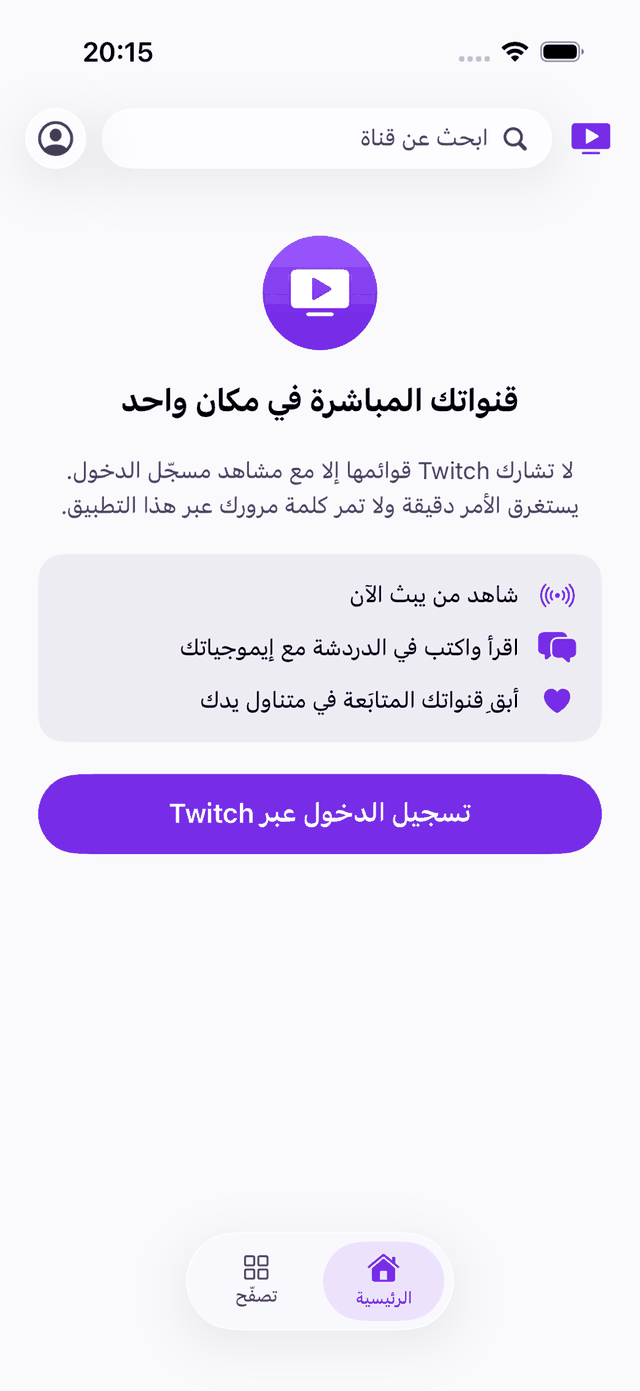 20:15
ابحث عن قناة
قنواتك المباشرة في مكان واحد
لا تشارك Twitch قوائمها إلا مع مشاهد مسجّل الدخول.
يستغرق الأمر دقيقة ولا تمر كلمة مرورك عبر هذا التطبيق.
شاهد من يبث الآن
اقرأ واكتب في الدردشة مع إيموجياتك
أبقِ قنواتك المتابَعة في متناول يدك
تسجيل الدخول عبر Twitch
الرئيسية
تصفّح